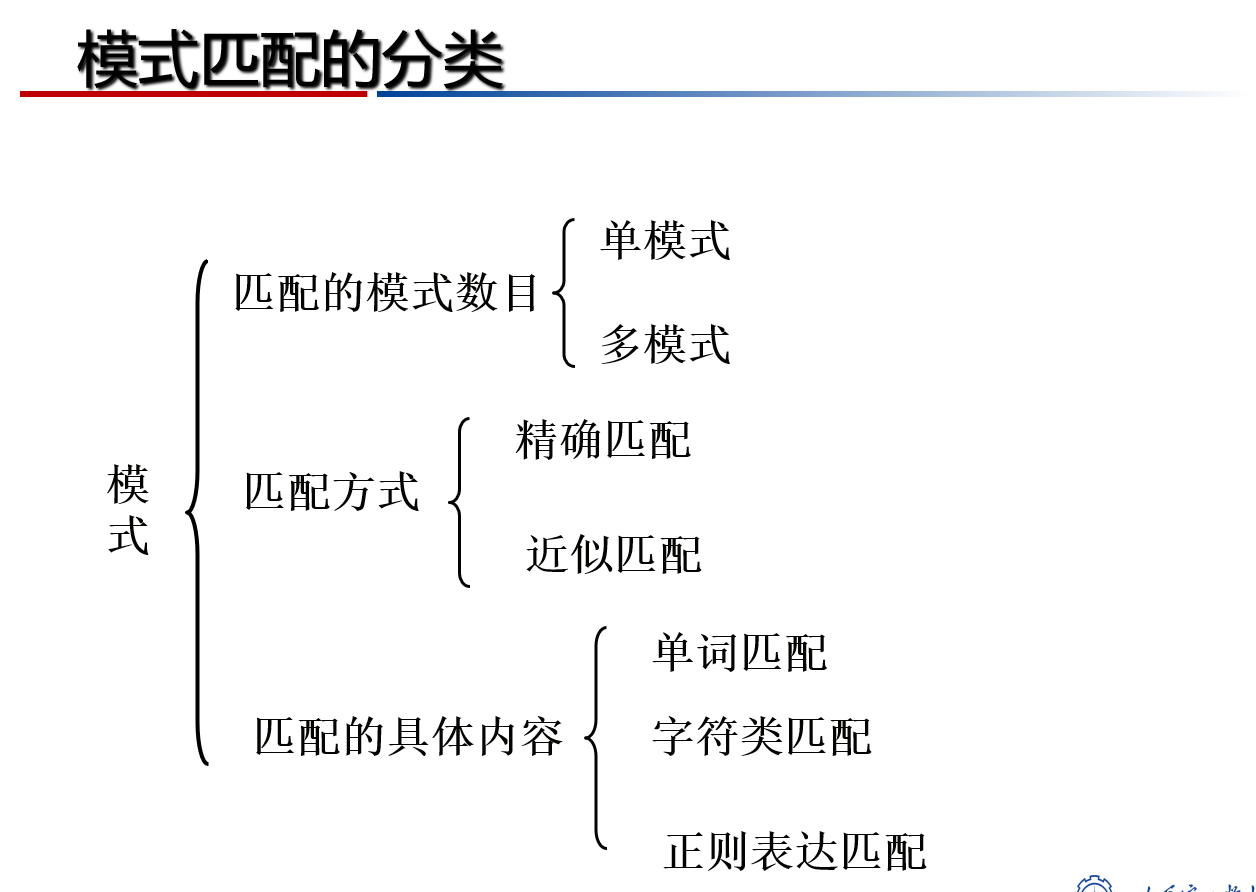 模式匹配的分类
模
式
匹配的模式数目
单模式
多模式
匹配方式
精确匹配
近似匹配
匹配的具体内容
单词匹配
字符类匹配
正则表达匹配